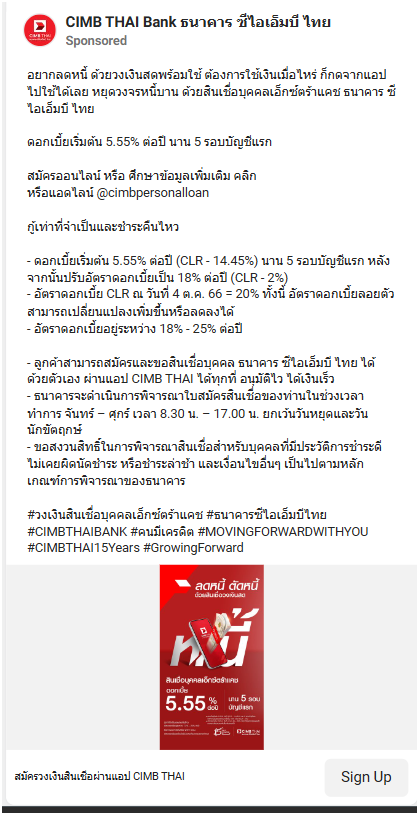 CIMB THAI Bank ธนาคาร ซีไอเอ็มบี ไทย
Sponsored
อยากลดหนี้ ด้วยวงเงินสดพร้อมใช้ ต้องการใช้เงินเมื่อไหร่ ก็กดจากแอป
ไปใช้ได้เลย หยุดวงจรหนี้บาน ด้วยสินเชื่อบุคคลเอ็กซ์ตร้าแคช ธนาคาร ซี
ไอเอ็มบี ไทย
ดอกเบี้ยเริ่มต้น 5.55% ต่อปี นาน 5 รอบบัญชีแรก
สมัครออนไลน์ หรือ ศึกษาข้อมูลเพิ่มเติม คลิก
หรือแอดไลน์ @cimbpersonalloan
กู้เท่าที่จำเป็นและชำระคืนไหว
- ดอกเบี้ยเริ่มต้น 5.55% ต่อปี (CLR - 14.45%) นาน 5 รอบบัญชีแรก หลัง
จากนั้นปรับอัตราดอกเบี้ยเป็น 18% ต่อปี (CLR - 2%)
- อัตราดอกเบี้ย CLR ณ วันที่ 4 ต.ค. 66 = 20% ทั้งนี้ อัตราดอกเบี้ยลอยตัว
สามารถเปลี่ยนแปลงเพิ่มขึ้นหรือลดลงได้
- อัตราดอกเบี้ยอยู่ระหว่าง 18% - 25% ต่อปี
- ลูกค้าสามารถสมัครและขอสินเชื่อบุคคล ธนาคาร ซีไอเอ็มบี ไทย ได้
ด้วยตัวเอง ผ่านแอป CIMB THAI ได้ทุกที่ อนุมัติไว ได้เงินเร็ว
- ธนาคารจะดำเนินการพิจารณาใบสมัครสินเชื่อของท่านในช่วงเวลา
ทำการ จันทร์ – ศุกร์ เวลา 8.30 น. – 17.00 น. ยกเว้นวันหยุดและวัน
นักขัตฤกษ์
- ขอสงวนสิทธิ์ในการพิจารณาสินเชื่อสำหรับบุคคลที่มีประวัติการชำระดี
ไม่เคยผิดนัดชำระ หรือชำระล่าช้า และเงื่อนไขอื่นๆ เป็นไปตามหลัก
เกณฑ์การพิจารณาของธนาคาร
#วงเงินสินเชื่อบุคคลเอ็กซ์ตร้าแคช #ธนาคารซีไอเอ็มบีไทย
#CIMBTHAIBANK #คนมีเครดิต #MOVINGFORWARDWITHYOU
#CIMBTHAI15Years #GrowingForward
ลดหนี้ ตัดหนี้
ด้วยสินเชื่อวงเงินสด
หนี้
สินเชื่อบุคคลเอ็กซ์ตร้าแคช
ดอกเบี้ย
5.55 % ต่อปี นาน 5 รอบ บัญชีแรก
CIMB THAI
สมัครวงเงินสินเชื่อผ่านแอป CIMB THAI
Sign Up